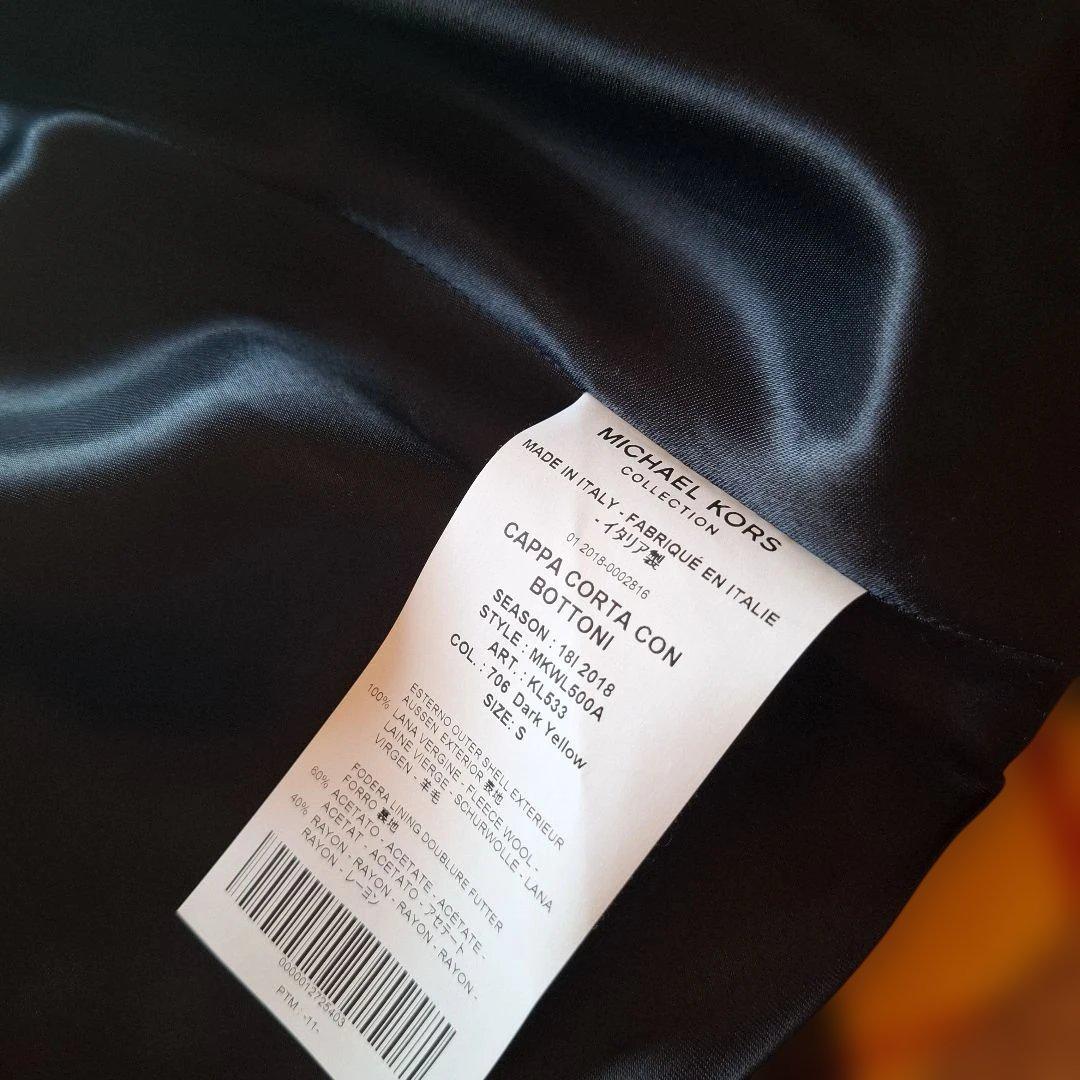 MICHAEL KORS
COLLECTION
MADE IN ITALY - FABRIQUÉ EN ITALIE
- イタリア製
01 2018-0002816
CAPPA CORTA CON
BOTTONI
SEASON : 18I 2018
STYLE : MKWL500A
ART. : KL533
COL. : 706 Dark Yellow
SIZE: S
ESTERNO OUTER SHELL EXTERIEUR
AUSSEN EXTERIOR 表地
100% LANA VERGINE - FLEECE WOOL -
LAINE VIERGE - SCHURWOLLE - LANA
VIRGEN - 羊毛
FODERA LINING DOUBLURE FUTTER
FORRO 裏地
60% ACETATO - ACETATE - ACÉTATE -
ACETAT - ACÉTATO - アセテート -
40% RAYON - RAYON - RAYON - RAYON -
RAYON - レーヨン
0000012725403
PTM: -11-